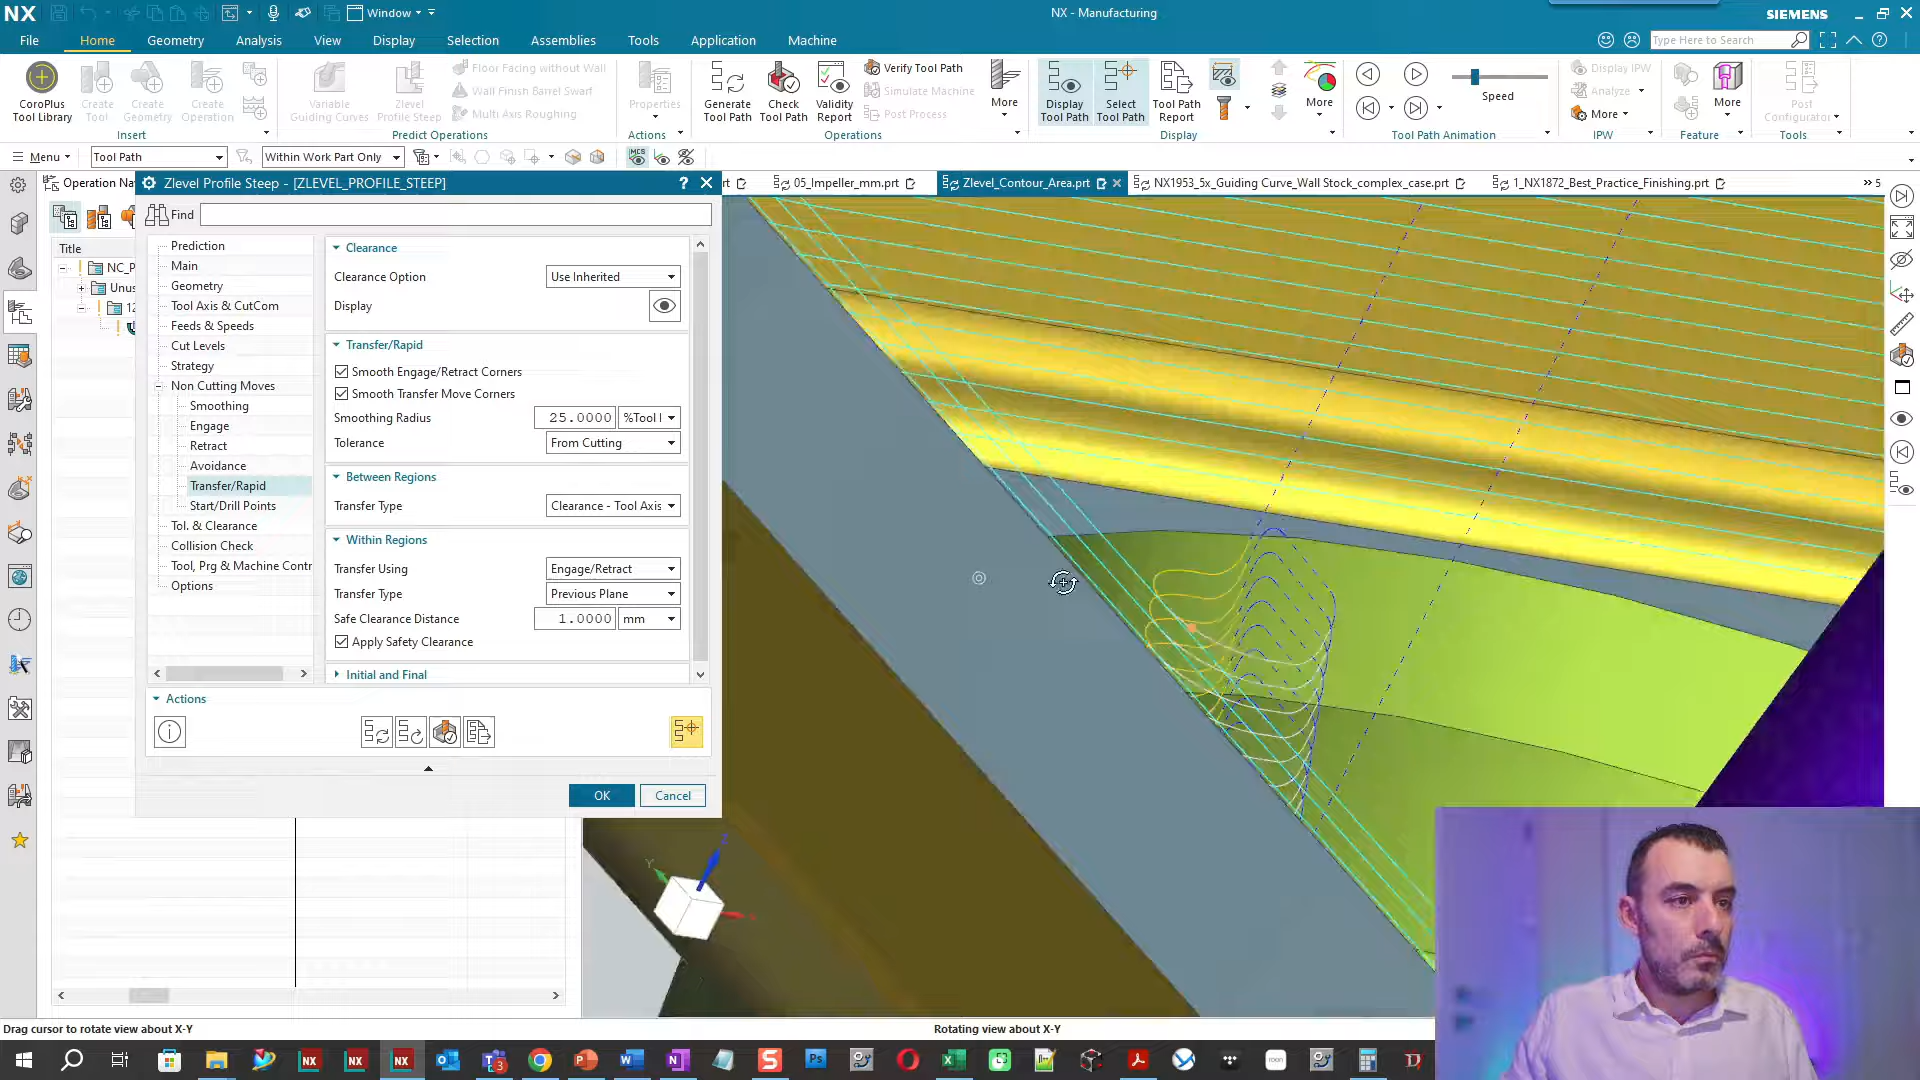 NX
Window
NX - Manufacturing
SIEMENS
File
Home
Geometry
Analysis
View
Display
Selection
Assemblies
Tools
Application
Machine
Type Here to Search
CoroPlus
Tool Library
Create
Tool
Create
Geometry
Create
Operation
Insert
Variable
Guiding Curves
Zlevel
Profile Steep
Floor Facing without Wall
Wall Finish Barrel Swarf
Multi Axis Roughing
Predict Operations
Properties
Actions
Generate
Tool Path
Check
Tool Path
Validity
Report
Verify Tool Path
Simulate Machine
Post Process
More
Operations
Display
Tool Path
Select
Tool Path
Tool Path
Report
More
Display
Speed
Tool Path Animation
Display IPW
Analyze
More
IPW
More
Feature
Post
Configurator
Tools
Menu
Tool Path
Within Work Part Only
MCS
Operation Na
Zlevel Profile Steep - [ZLEVEL_PROFILE_STEEP]
rt
05_Impeller_mm.prt
Zlevel_Contour_Area.prt
NX1953_5x_Guiding Curve_Wall Stock_complex_case.prt
1_NX1872_Best_Practice_Finishing.prt
5
Find
Title
NC_P
Unus
12
Prediction
Main
Geometry
Tool Axis & CutCom
Feeds & Speeds
Cut Levels
Strategy
Non Cutting Moves
Smoothing
Engage
Retract
Avoidance
Transfer/Rapid
Start/Drill Points
Tol. & Clearance
Collision Check
Tool, Prg & Machine Contr
Options
Clearance
Clearance Option
Use Inherited
Display
Transfer/Rapid
Smooth Engage/Retract Corners
Smooth Transfer Move Corners
Smoothing Radius
25.0000
%Tool I
Tolerance
From Cutting
Between Regions
Transfer Type
Clearance - Tool Axis
Within Regions
Transfer Using
Engage/Retract
Transfer Type
Previous Plane
Safe Clearance Distance
1.0000
mm
Apply Safety Clearance
Initial and Final
Actions
OK
Cancel
Y
Drag cursor to rotate view about X-Y
Rotating view about X-Y
NX
NX
NX
3